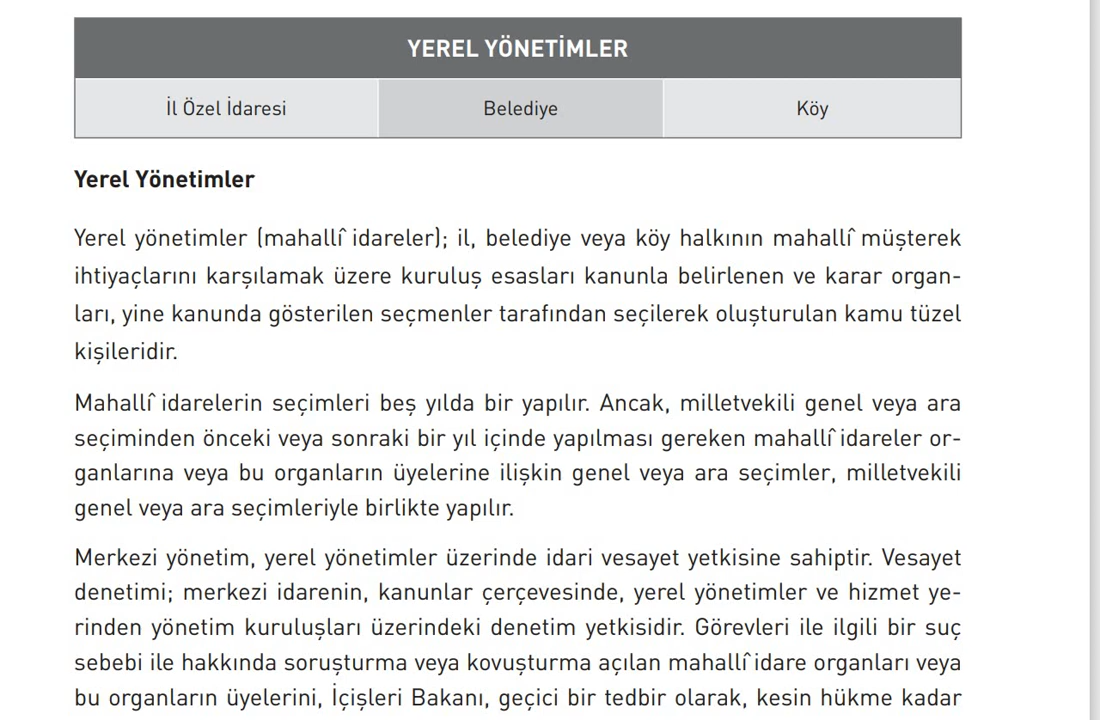 YEREL YÖNETİMLER
İl Özel İdaresi Belediye Köy
Yerel Yönetimler
Yerel yönetimler (mahallî idareler); il, belediye veya köy halkının mahallî müşterek
ihtiyaçlarını karşılamak üzere kuruluş esasları kanunla belirlenen ve karar organ-
ları, yine kanunda gösterilen seçmenler tarafından seçilerek oluşturulan kamu tüzel
kişileridir.
Mahallî idarelerin seçimleri beş yılda bir yapılır. Ancak, milletvekili genel veya ara
seçiminden önceki veya sonraki bir yıl içinde yapılması gereken mahallî idareler or-
ganlarına veya bu organların üyelerine ilişkin genel veya ara seçimler, milletvekili
genel veya ara seçimleriyle birlikte yapılır.
Merkezi yönetim, yerel yönetimler üzerinde idari vesayet yetkisine sahiptir. Vesayet
denetimi; merkezi idarenin, kanunlar çerçevesinde, yerel yönetimler ve hizmet ye-
rinden yönetim kuruluşları üzerindeki denetim yetkisidir. Görevleri ile ilgili bir suç
sebebi ile hakkında soruşturma veya kovuşturma açılan mahallî idare organları veya
bu organların üyelerini, İçişleri Bakanı, geçici bir tedbir olarak, kesin hükme kadar